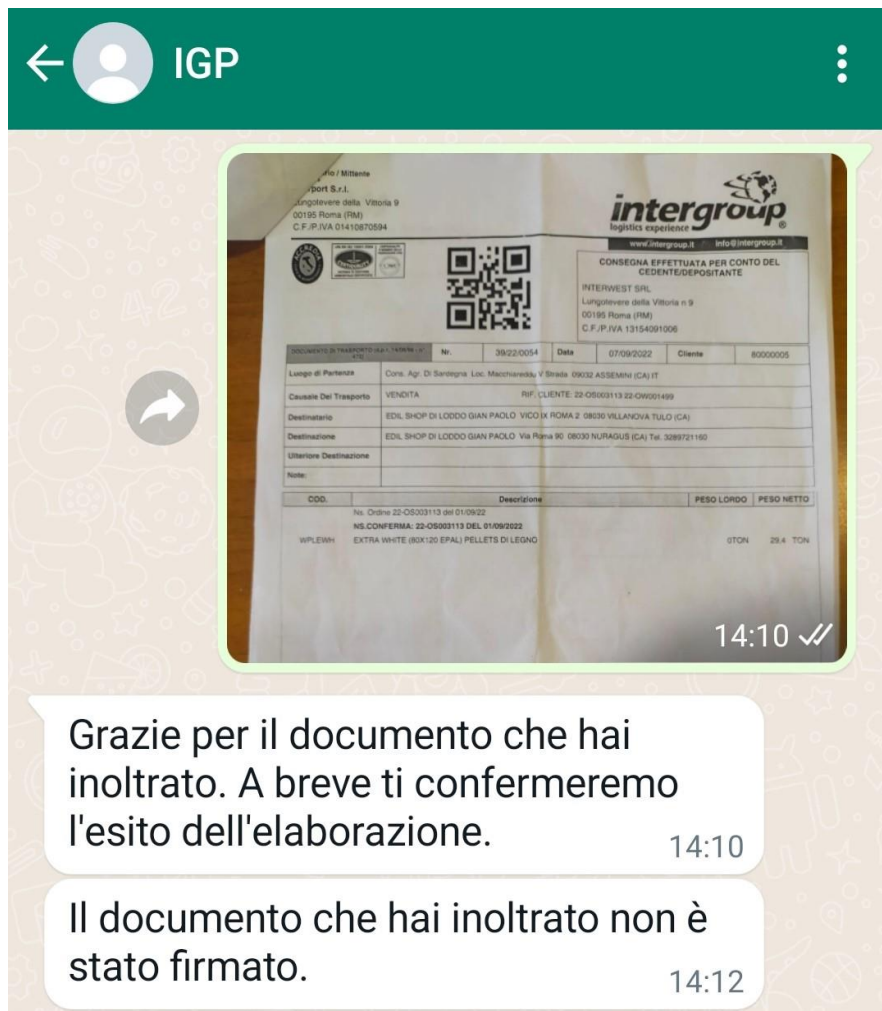 IGP
/ Mittente
port S.r.l.
ungotevere della Vittoria 9
00195 Roma (RM)
C.F./P.IVA 01410870594
intergroup
logistics experience
www.intergroup.it info@intergroup.it
CONSEGNA EFFETTUATA PER CONTO DEL
CEDENTE/DEPOSITANTE
INTERWEST SRL
Lungotevere della Vittoria n 9
00195 Roma (RM)
C.F./P.IVA 13154091006
DOCUMENTO DI TRASPORTO Nr. 39/22/0054 Data 07/09/2022 Cliente 80000005
Luogo di Partenza Cons. Agr. Di Sardegna Loc. Macchiareddu V Strada 09032 ASSEMINI (CA) IT
Causale Del Trasporto VENDITA RIF. CLIENTE: 22-OS003113 22-OW001499
Destinatario EDIL SHOP DI LODDO GIAN PAOLO VICO IX ROMA 2 08030 VILLANOVA TULO (CA)
Destinazione EDIL SHOP DI LODDO GIAN PAOLO Via Roma 90 08030 NURAGUS (CA) Tel. 3289721160
Ulteriore Destinazione
Note:
COD. Descrizione PESO LORDO PESO NETTO
Ns. Ordine 22-OS003113 del 01/09/22
NS.CONFERMA: 22-OS003113 DEL 01/09/2022
WPLEWH EXTRA WHITE (80X120 EPAL) PELLETS DI LEGNO 0TON 29.4 TON
14:10
Grazie per il documento che hai
inoltrato. A breve ti confermeremo
l'esito dell'elaborazione.
14:10
Il documento che hai inoltrato non è
stato firmato.
14:12